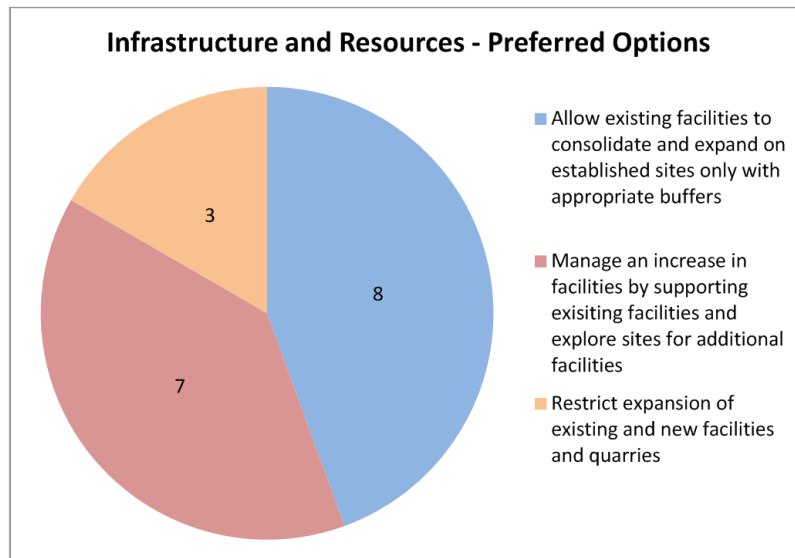 Infrastructure and Resources - Preferred Options
8
7
3
Allow existing facilities to
consolidate and expand on
established sites only with
appropriate buffers
Manage an increase in
facilities by supporting
exisiting facilities and
explore sites for additional
facilities
Restrict expansion of
existing and new facilities
and quarries